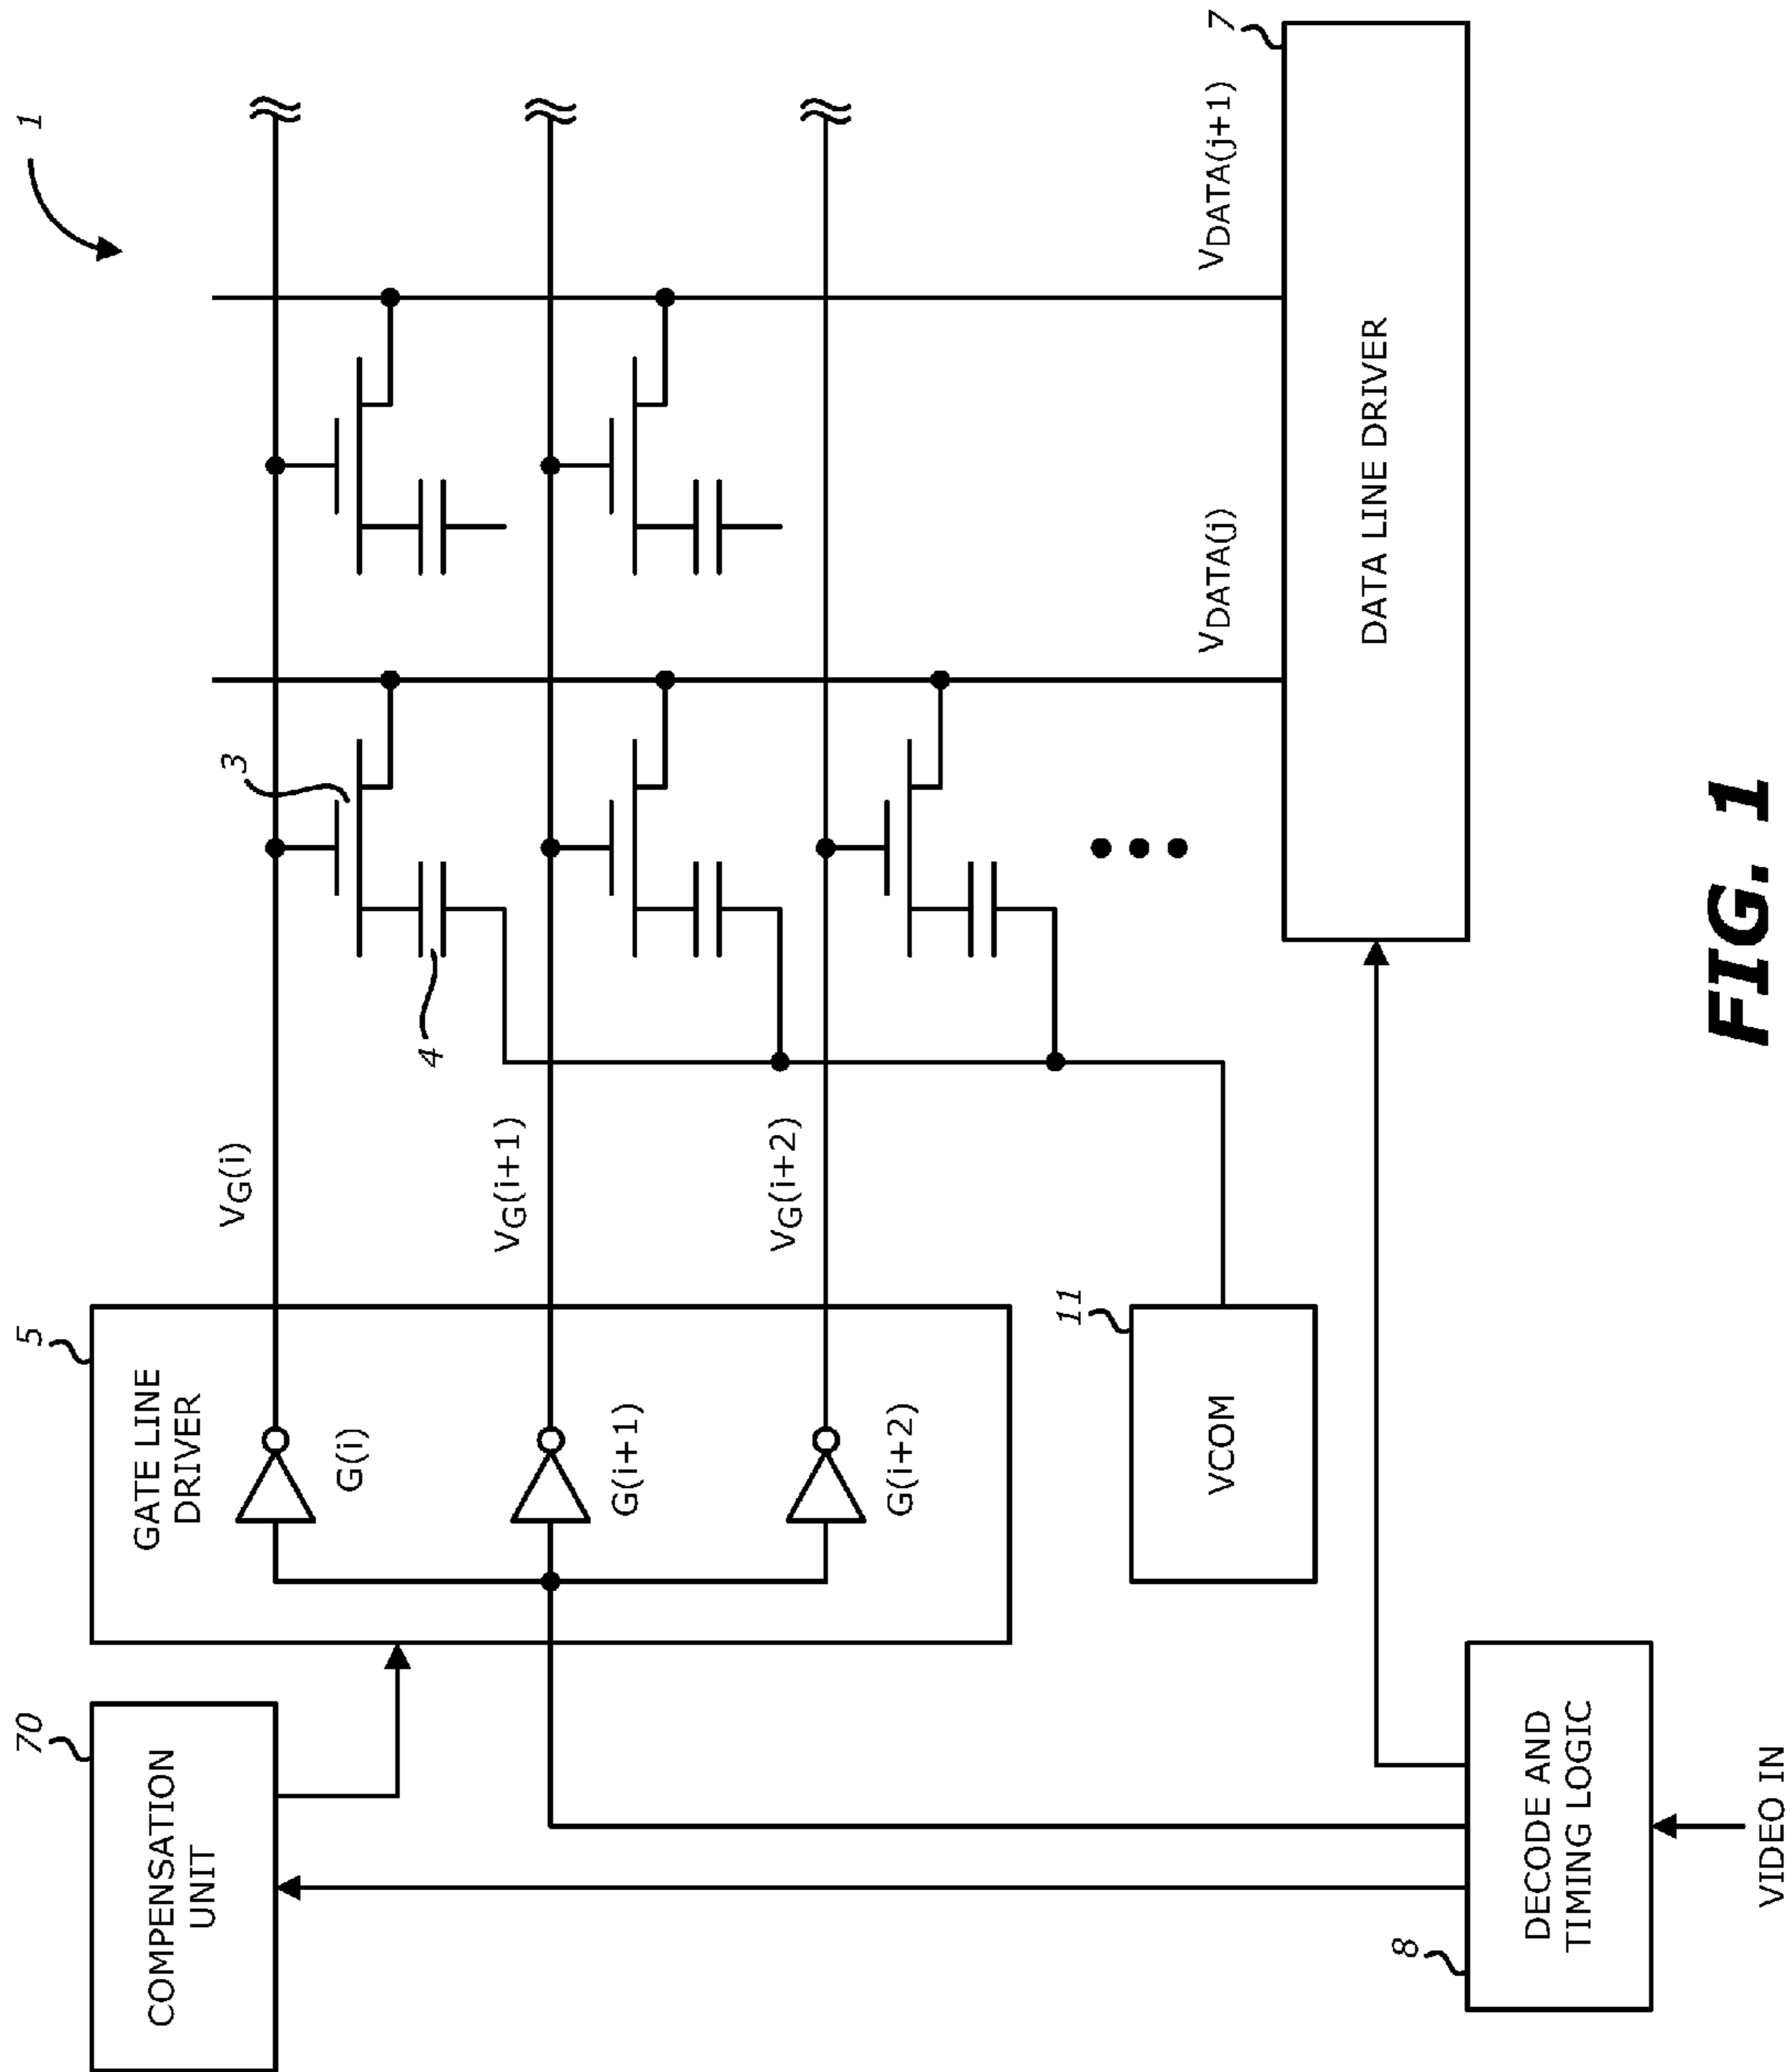 1
70
COMPENSATION
UNIT
5
GATE LINE
DRIVER
G(i)
G(i+1)
G(i+2)
VG(i)
VG(i+1)
VG(i+2)
3
4
11
VCOM
8
DECODE AND
TIMING LOGIC
VIDEO IN
VDATA(j)
VDATA(j+1)
7
DATA LINE DRIVER
FIG. 1